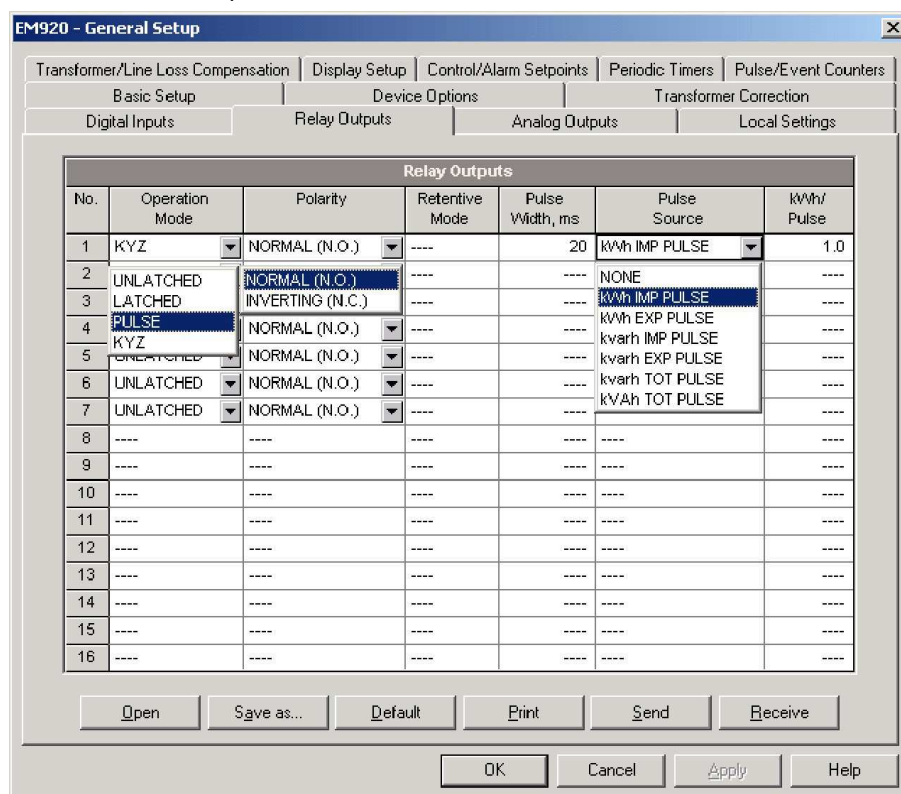 EM920 - General Setup
Transformer/Line Loss Compensation Display Setup Control/Alarm Setpoints Periodic Timers Pulse/Event Counters
Basic Setup Device Options Transformer Correction
Digital Inputs Relay Outputs Analog Outputs Local Settings
Relay Outputs
No. Operation Mode Polarity Retentive Mode Pulse Width, ms Pulse Source kWh/ Pulse
1 KYZ NORMAL (N.O.) ---- 20 kWh IMP PULSE 1.0
2 ---- ---- ----
3 ---- ---- ----
4 NORMAL (N.O.) ---- ---- ----
5 UNLATCHED NORMAL (N.O.) ---- ---- ----
6 UNLATCHED NORMAL (N.O.) ---- ---- ----
7 UNLATCHED NORMAL (N.O.) ---- ---- ----
UNLATCHED
LATCHED
PULSE
KYZ
NORMAL (N.O.)
INVERTING (N.C.)
NONE
kWh IMP PULSE
kWh EXP PULSE
kvarh IMP PULSE
kvarh EXP PULSE
kvarh TOT PULSE
kVAh TOT PULSE
8 ---- ---- ---- ---- ---- ----
9 ---- ---- ---- ---- ---- ----
10 ---- ---- ---- ---- ---- ----
11 ---- ---- ---- ---- ---- ----
12 ---- ---- ---- ---- ---- ----
13 ---- ---- ---- ---- ---- ----
14 ---- ---- ---- ---- ---- ----
15 ---- ---- ---- ---- ---- ----
16 ---- ---- ---- ---- ---- ----
Open Save as... Default Print Send Receive
OK Cancel Apply Help